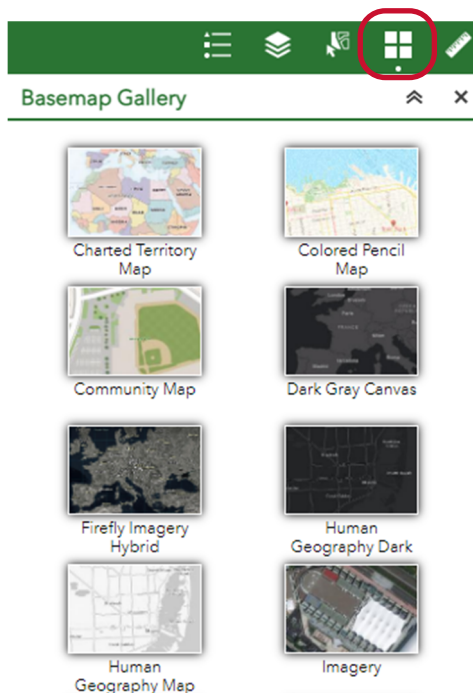 Basemap Gallery
Charted Territory
Map
Colored Pencil
Map
Community Map
Dark Gray Canvas
Firefly Imagery
Hybrid
Human
Geography Dark
Human
Geography Map
Imagery